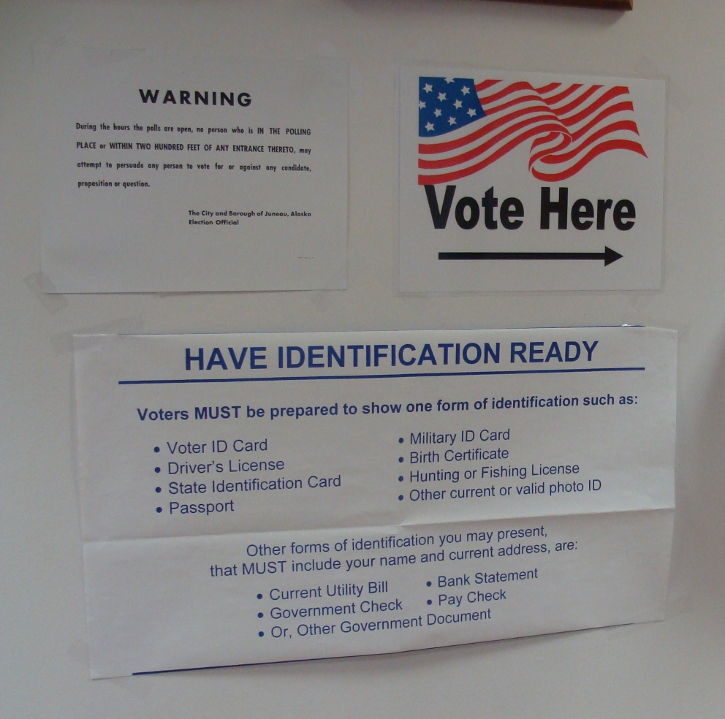 WARNING
During the hours the polls are open, no person who is IN THE POLLING
PLACE or WITHIN TWO HUNDRED FEET OF ANY ENTRANCE THERETO, may
attempt to persuade any person to vote for or against any candidate,
proposition or question.
The City and Borough of Juneau, Alaska
Election Official
Vote Here
HAVE IDENTIFICATION READY
Voters MUST be prepared to show one form of identification such as:
• Voter ID Card
• Driver's License
• State Identification Card
• Passport
• Military ID Card
• Birth Certificate
• Hunting or Fishing License
• Other current or valid photo ID
Other forms of identification you may present,
that MUST include your name and current address, are:
• Current Utility Bill
• Government Check
• Or, Other Government Document
• Bank Statement
• Pay Check